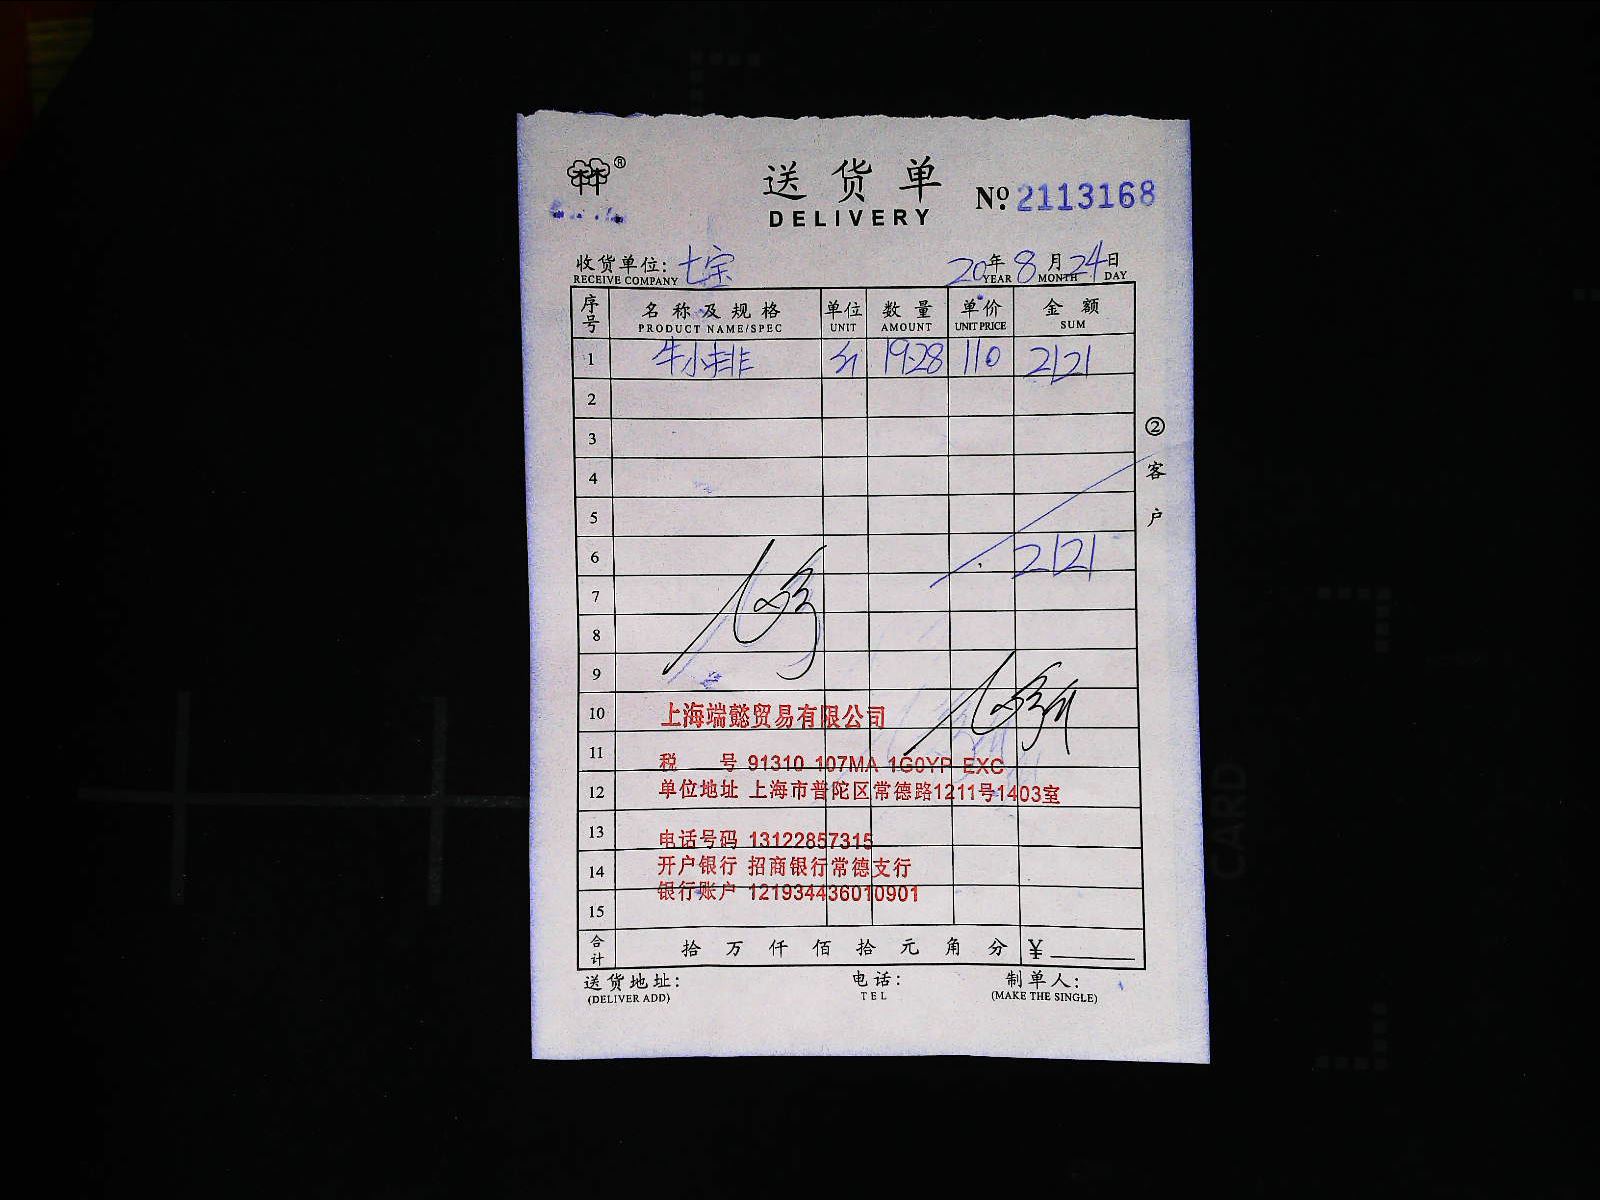 ®
送货单 No. 2113168
DELIVERY
收货单位: 七宝 20年8月24日
RECEIVE COMPANY YEAR MONTH DAY
序号 名称及规格 单位 数量 单价 金额
PRODUCT NAME/SPEC UNIT AMOUNT UNIT PRICE SUM
1 牛小排 19.28 110 2121
2
3
4
5
6 2121
7
8
9
10
11
12
13
14
15
② 客户
上海端懿贸易有限公司
税 号 91310 107MA 1G0YP EXC
单位地址 上海市普陀区常德路1211号1403室
电话号码 13122857315
开户银行 招商银行常德支行
银行账户 121934436010901
合计 拾 万 仟 佰 拾 元 角 分 ¥
送货地址: 电话: 制单人:
(DELIVER ADD) TEL (MAKE THE SINGLE)
CARD